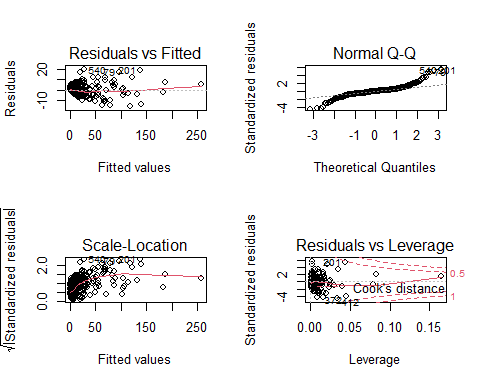 Residuals vs Fitted
Residuals
-10
20
540
201
0
50
150
250
Fitted values
Normal Q-Q
Standardized residuals
-4
2
-3
-1
0
1
2
3
Theoretical Quantiles
Scale-Location
√|Standardized residuals|
0.0
2.0
0
50
150
250
Fitted values
Residuals vs Leverage
Standardized residuals
-4
2
201
Cook's distance
0.5
1
0.00
0.05
0.10
0.15
Leverage